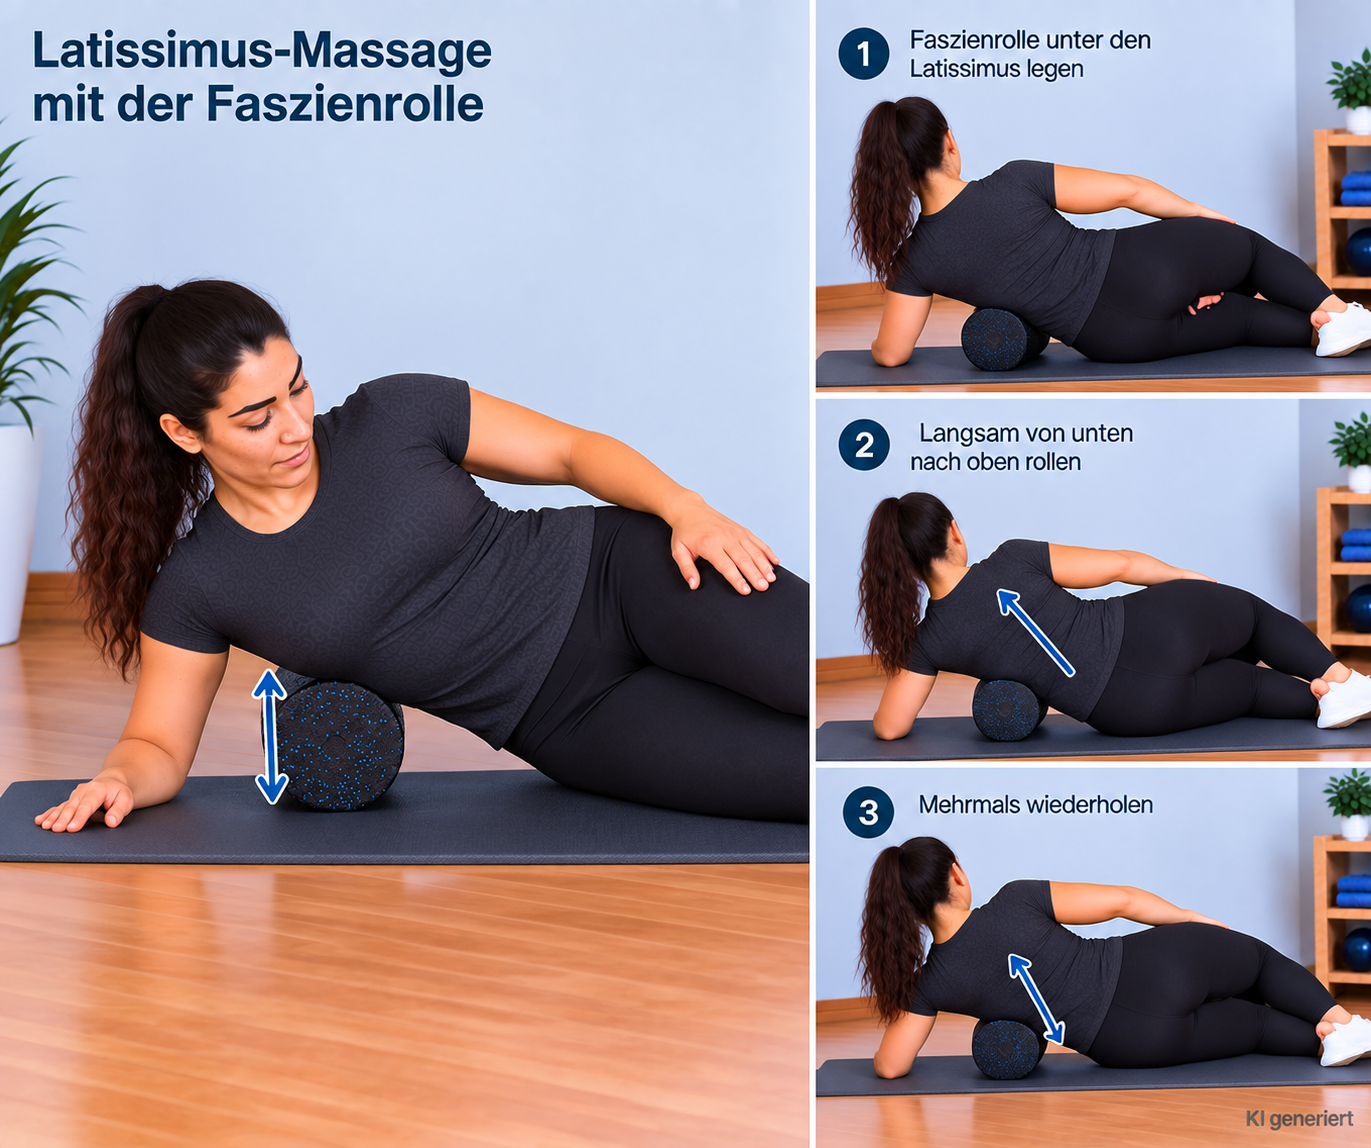 Latissimus-Massage
mit der Faszienrolle
1
Faszienrolle unter den
Latissimus legen
2
Langsam von unten
nach oben rollen
3
Mehrmals wiederholen
KI generiert